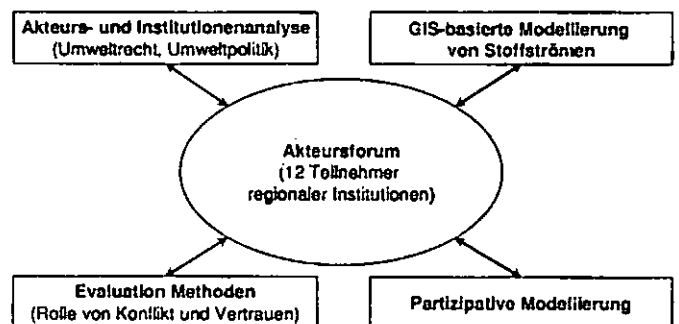 Akteurs- und Institutionenanalyse
(Umweltrecht, Umweltpolitik)
GIS-basierte Modellierung
von Stoffströmen
Akteursforum
(12 Teilnehmer
regionaler Institutionen)
Evaluation Methoden
(Rolle von Konflikt und Vertrauen)
Partizipative Modellierung